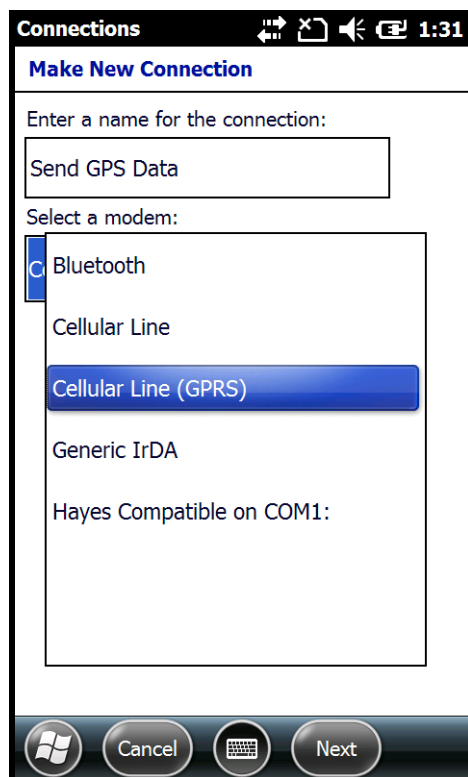 Connections 1:31
Make New Connection
Enter a name for the connection:
Send GPS Data
Select a modem:
Ce
Bluetooth
Cellular Line
Cellular Line (GPRS)
Generic IrDA
Hayes Compatible on COM1:
Cancel Next